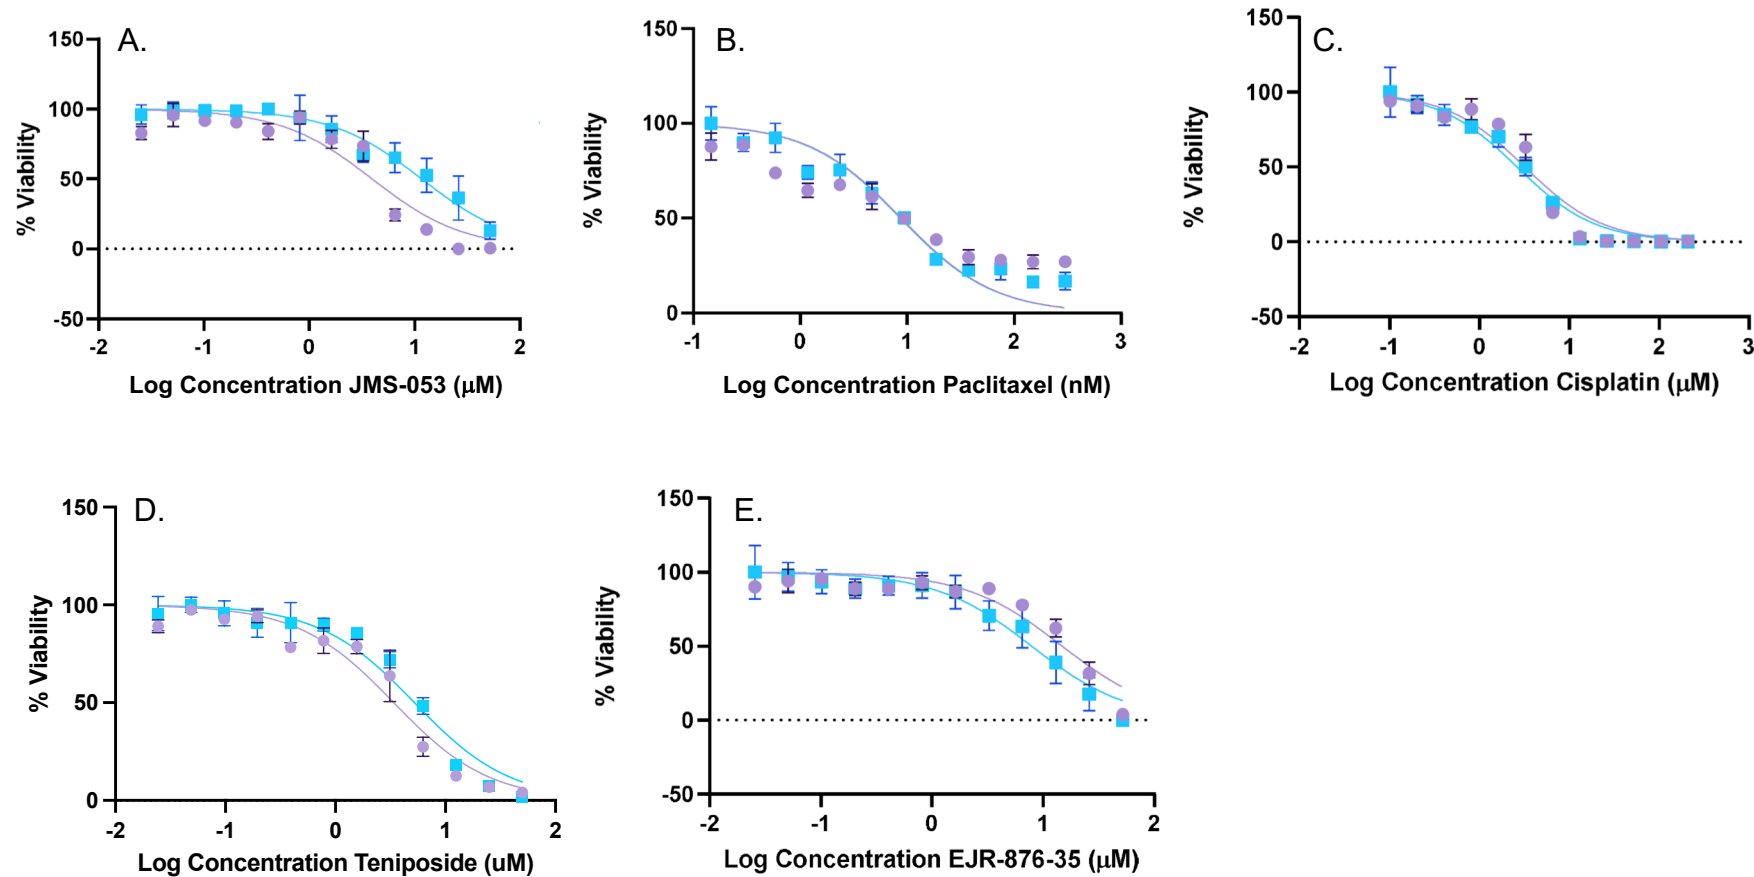 A.
150
100
50
0
-50
% Viability
-2 -1 0 1 2
Log Concentration JMS-053 (μM)
B.
150
100
50
0
% Viability
-1 0 1 2 3
Log Concentration Paclitaxel (nM)
C.
150
100
50
0
-50
% Viability
-2 -1 0 1 2 3
Log Concentration Cisplatin (μM)
D.
150
100
50
0
% Viability
-2 -1 0 1 2
Log Concentration Teniposide (uM)
E.
150
100
50
0
-50
% Viability
-2 -1 0 1 2
Log Concentration EJR-876-35 (μM)